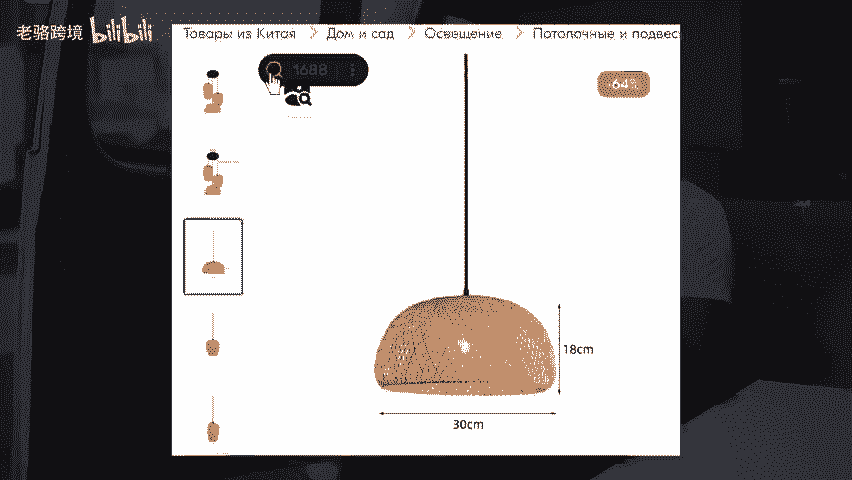 老骆跨境 bilibili
Товары из Китая > Дом и сад > Освещение > Потолочные и подвес
1688
-64%
18cm
30cm